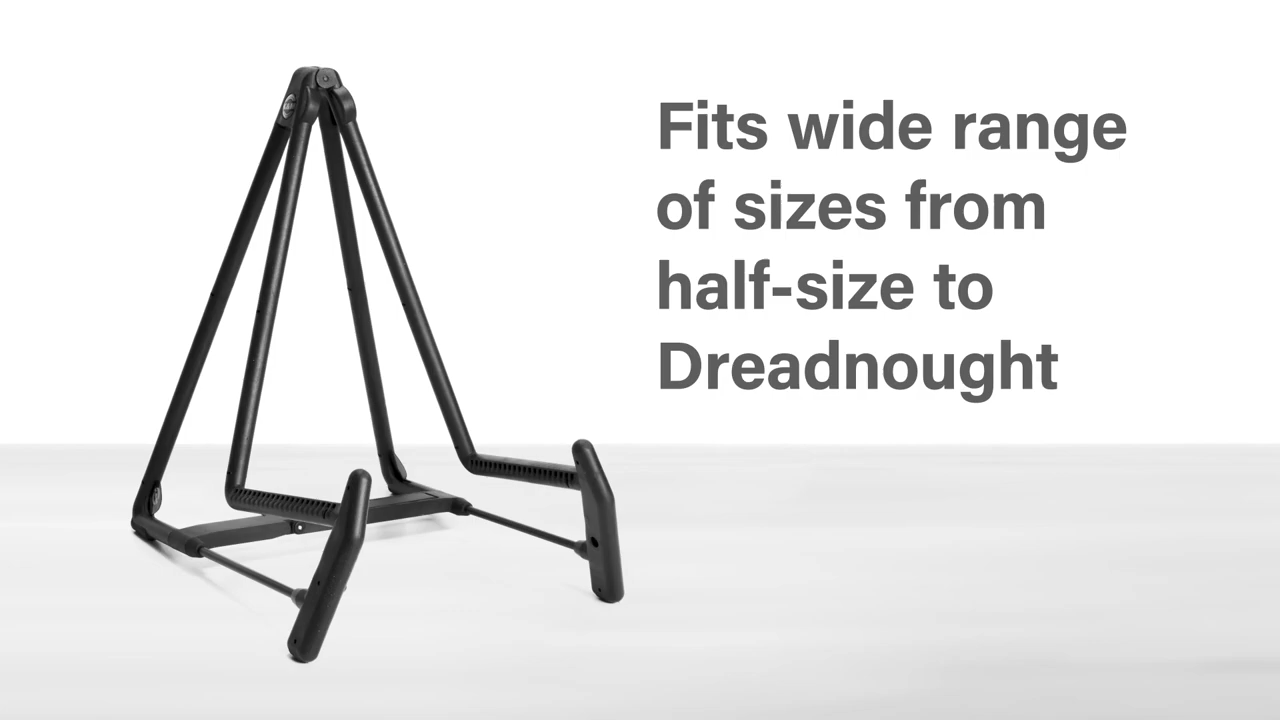 Fits wide range
of sizes from
half-size to
Dreadnought